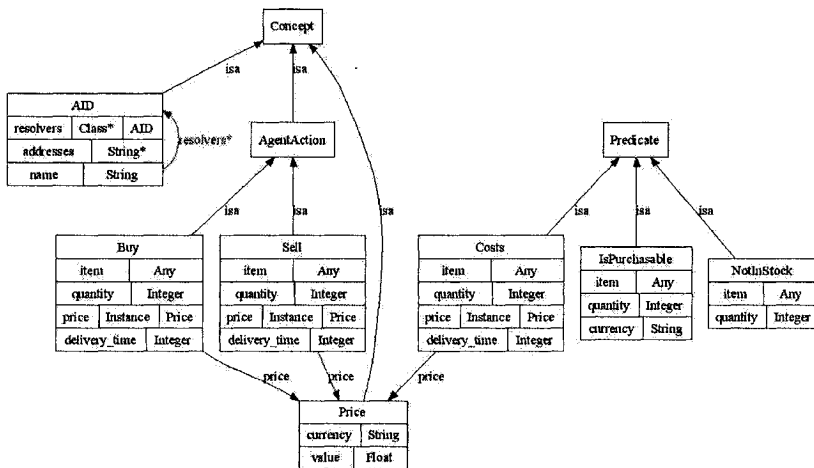 Concept
isa
isa
AID
resolvers Class* AID
addresses String*
name String
resolvers*
AgentAction
Predicate
isa
isa
isa
isa
isa
isa
Buy
item Any
quantity Integer
price Instance Price
delivery_time Integer
Sell
item Any
quantity Integer
price Instance Price
delivery_time Integer
Costs
item Any
quantity Integer
price Instance Price
delivery_time Integer
IsPurchasable
item Any
quantity Integer
currency String
NotInStock
item Any
quantity Integer
price
price
price
Price
currency String
value Float